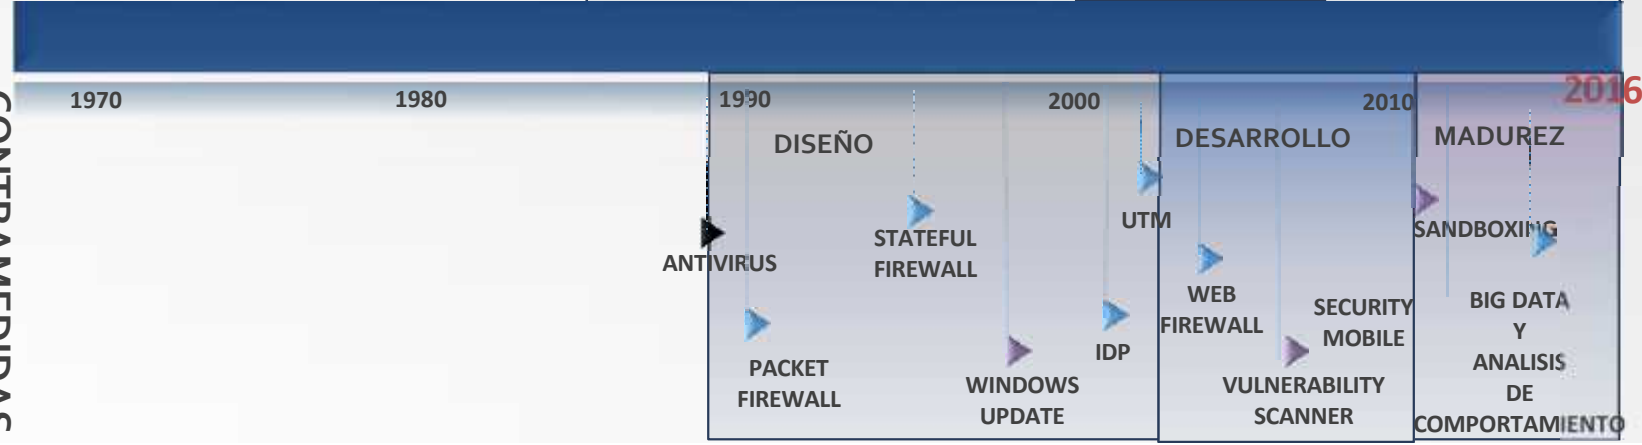 CONTRAMEDIDAS
1970
1980
1990
2000
2010
2016
DISEÑO
DESARROLLO
MADUREZ
ANTIVIRUS
PACKET
FIREWALL
STATEFUL
FIREWALL
WINDOWS
UPDATE
IDP
UTM
WEB
FIREWALL
VULNERABILITY
SCANNER
SECURITY
MOBILE
SANDBOXING
BIG DATA
Y
ANALISIS
DE
COMPORTAMIENTO